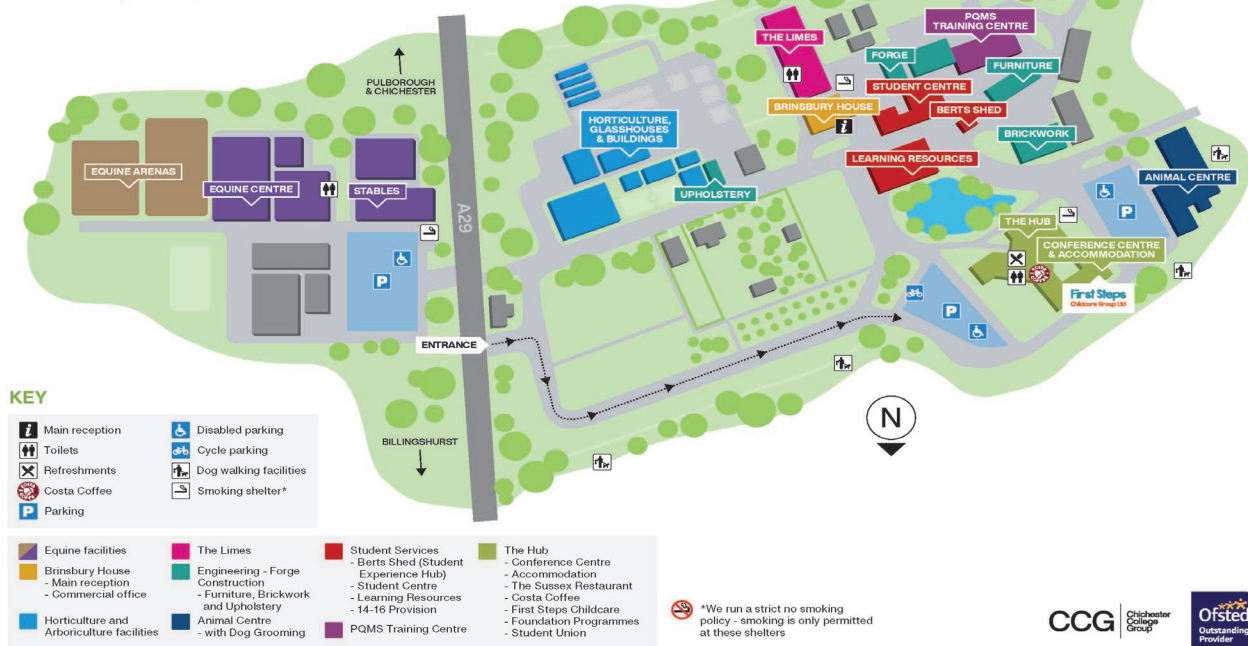 PQMS
TRAINING CENTRE
THE LIMES
FORGE
FURNITURE
PULBOROUGH
& CHICHESTER
STUDENT CENTRE
BRINSBURY HOUSE
BERTS SHED
HORTICULTURE,
GLASSHOUSES
& BUILDINGS
BRICKWORK
LEARNING RESOURCES
EQUINE ARENAS
EQUINE CENTRE
STABLES
UPHOLSTERY
ANIMAL CENTRE
A29
P
THE HUB
CONFERENCE CENTRE
& ACCOMMODATION
P
First Steps
Childcare Group Ltd
P
ENTRANCE
N
BILLINGSHURST
KEY
i Main reception
Toilets
Refreshments
Costa Coffee
P Parking
Disabled parking
Cycle parking
Dog walking facilities
Smoking shelter*
Equine facilities
Brinsbury House
- Main reception
- Commercial office
Horticulture and
Arboriculture facilities
The Limes
Engineering - Forge
Construction
- Furniture, Brickwork
and Upholstery
Animal Centre
- with Dog Grooming
Student Services
- Berts Shed (Student
Experience Hub)
- Student Centre
- Learning Resources
- 14-16 Provision
PQMS Training Centre
The Hub
- Conference Centre
- Accommodation
- The Sussex Restaurant
- Costa Coffee
- First Steps Childcare
- Foundation Programmes
- Student Union
*We run a strict no smoking
policy - smoking is only permitted
at these shelters
CCG
Chichester
College
Group
Ofsted
Outstanding
Provider